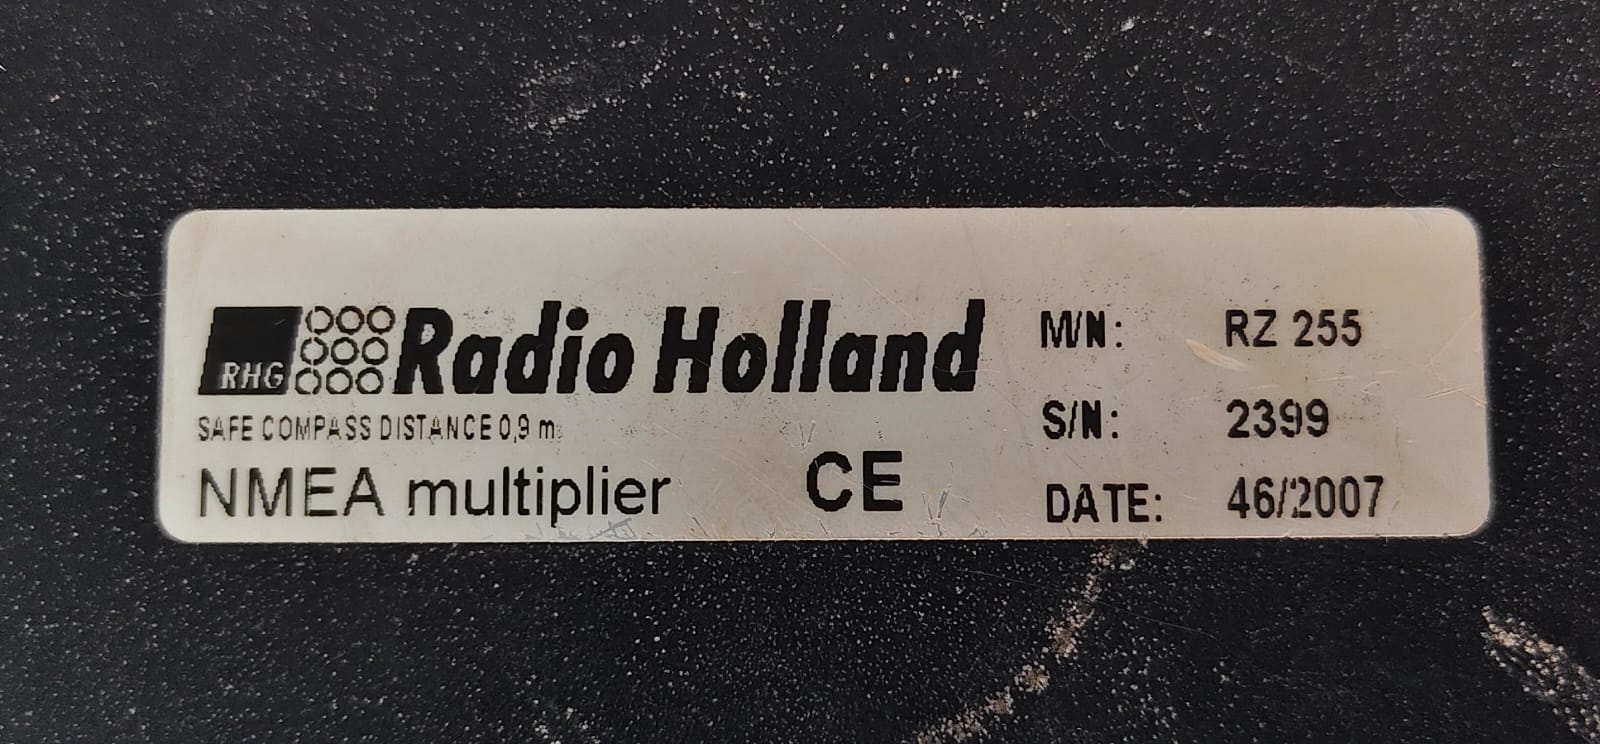 RHG Radio Holland
SAFE COMPASS DISTANCE 0,9 m
NMEA multiplier CE
M/N: RZ 255
S/N: 2399
DATE: 46/2007